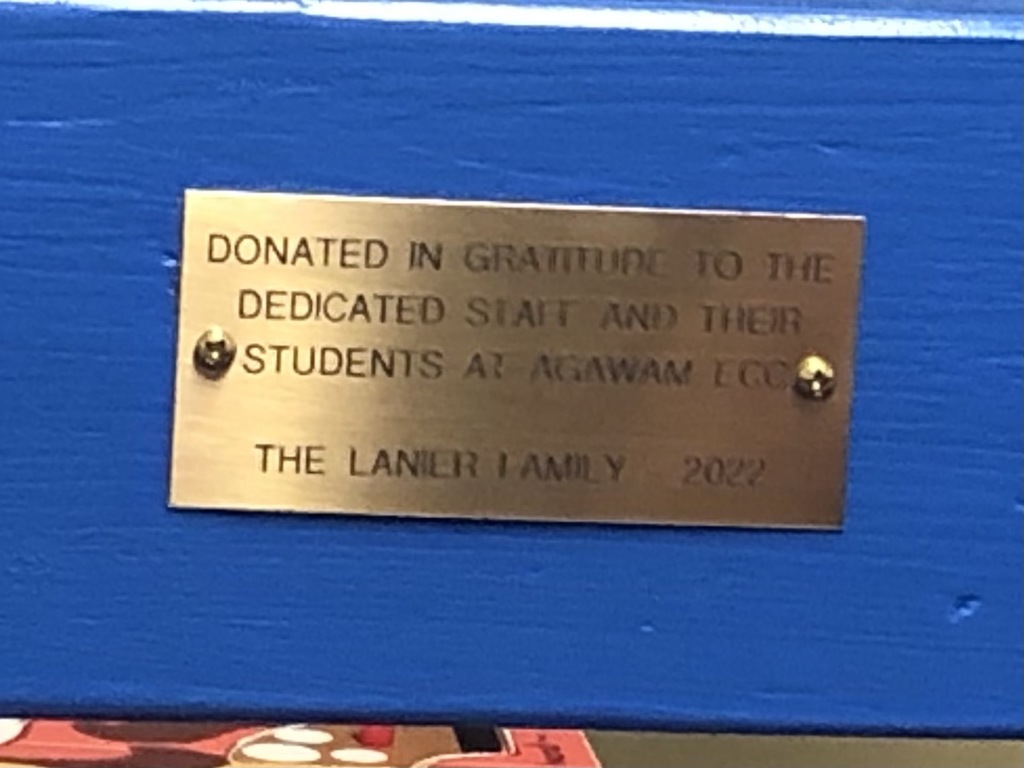 DONATED IN GRATITUDE TO THE
DEDICATED STAFF AND THEIR
STUDENTS AT AGAWAM ECC
THE LANIER FAMILY 2022